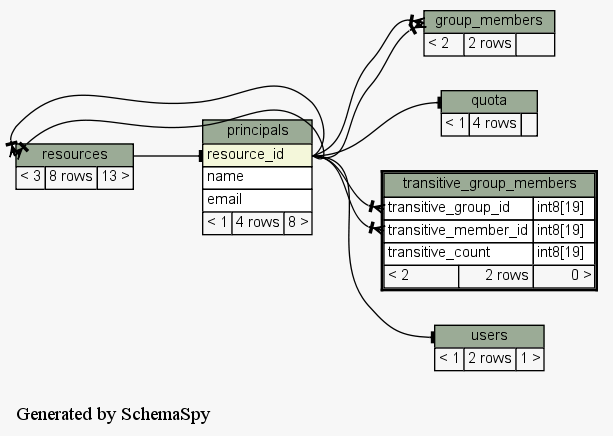 group_members
< 2 2 rows
quota
< 1 4 rows
principals
resource_id
name
email
< 1 4 rows 8 >
resources
< 3 8 rows 13 >
transitive_group_members
transitive_group_id int8[19]
transitive_member_id int8[19]
transitive_count int8[19]
< 2 2 rows 0 >
users
< 1 2 rows 1 >
Generated by SchemaSpy